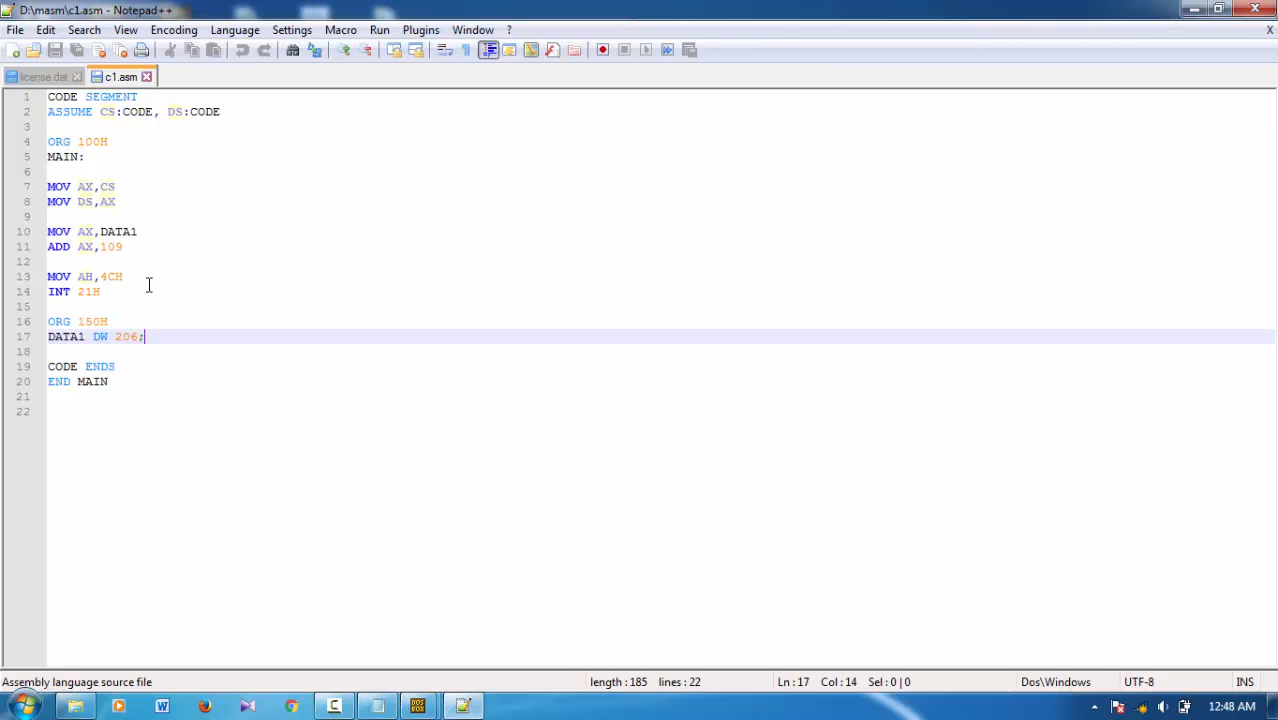 D:\masm\c1.asm - Notepad++
File Edit Search View Encoding Language Settings Macro Run Plugins Window ? X
license.dat c1.asm
1 CODE SEGMENT
2 ASSUME CS:CODE, DS:CODE
3
4 ORG 100H
5 MAIN:
6
7 MOV AX,CS
8 MOV DS,AX
9
10 MOV AX,DATA1
11 ADD AX,109
12
13 MOV AH,4CH
14 INT 21H
15
16 ORG 150H
17 DATA1 DW 206;
18
19 CODE ENDS
20 END MAIN
21
22
Assembly language source file length : 185 lines : 22 Ln : 17 Col : 14 Sel : 0 | 0 Dos\Windows UTF-8 INS
12:48 AM